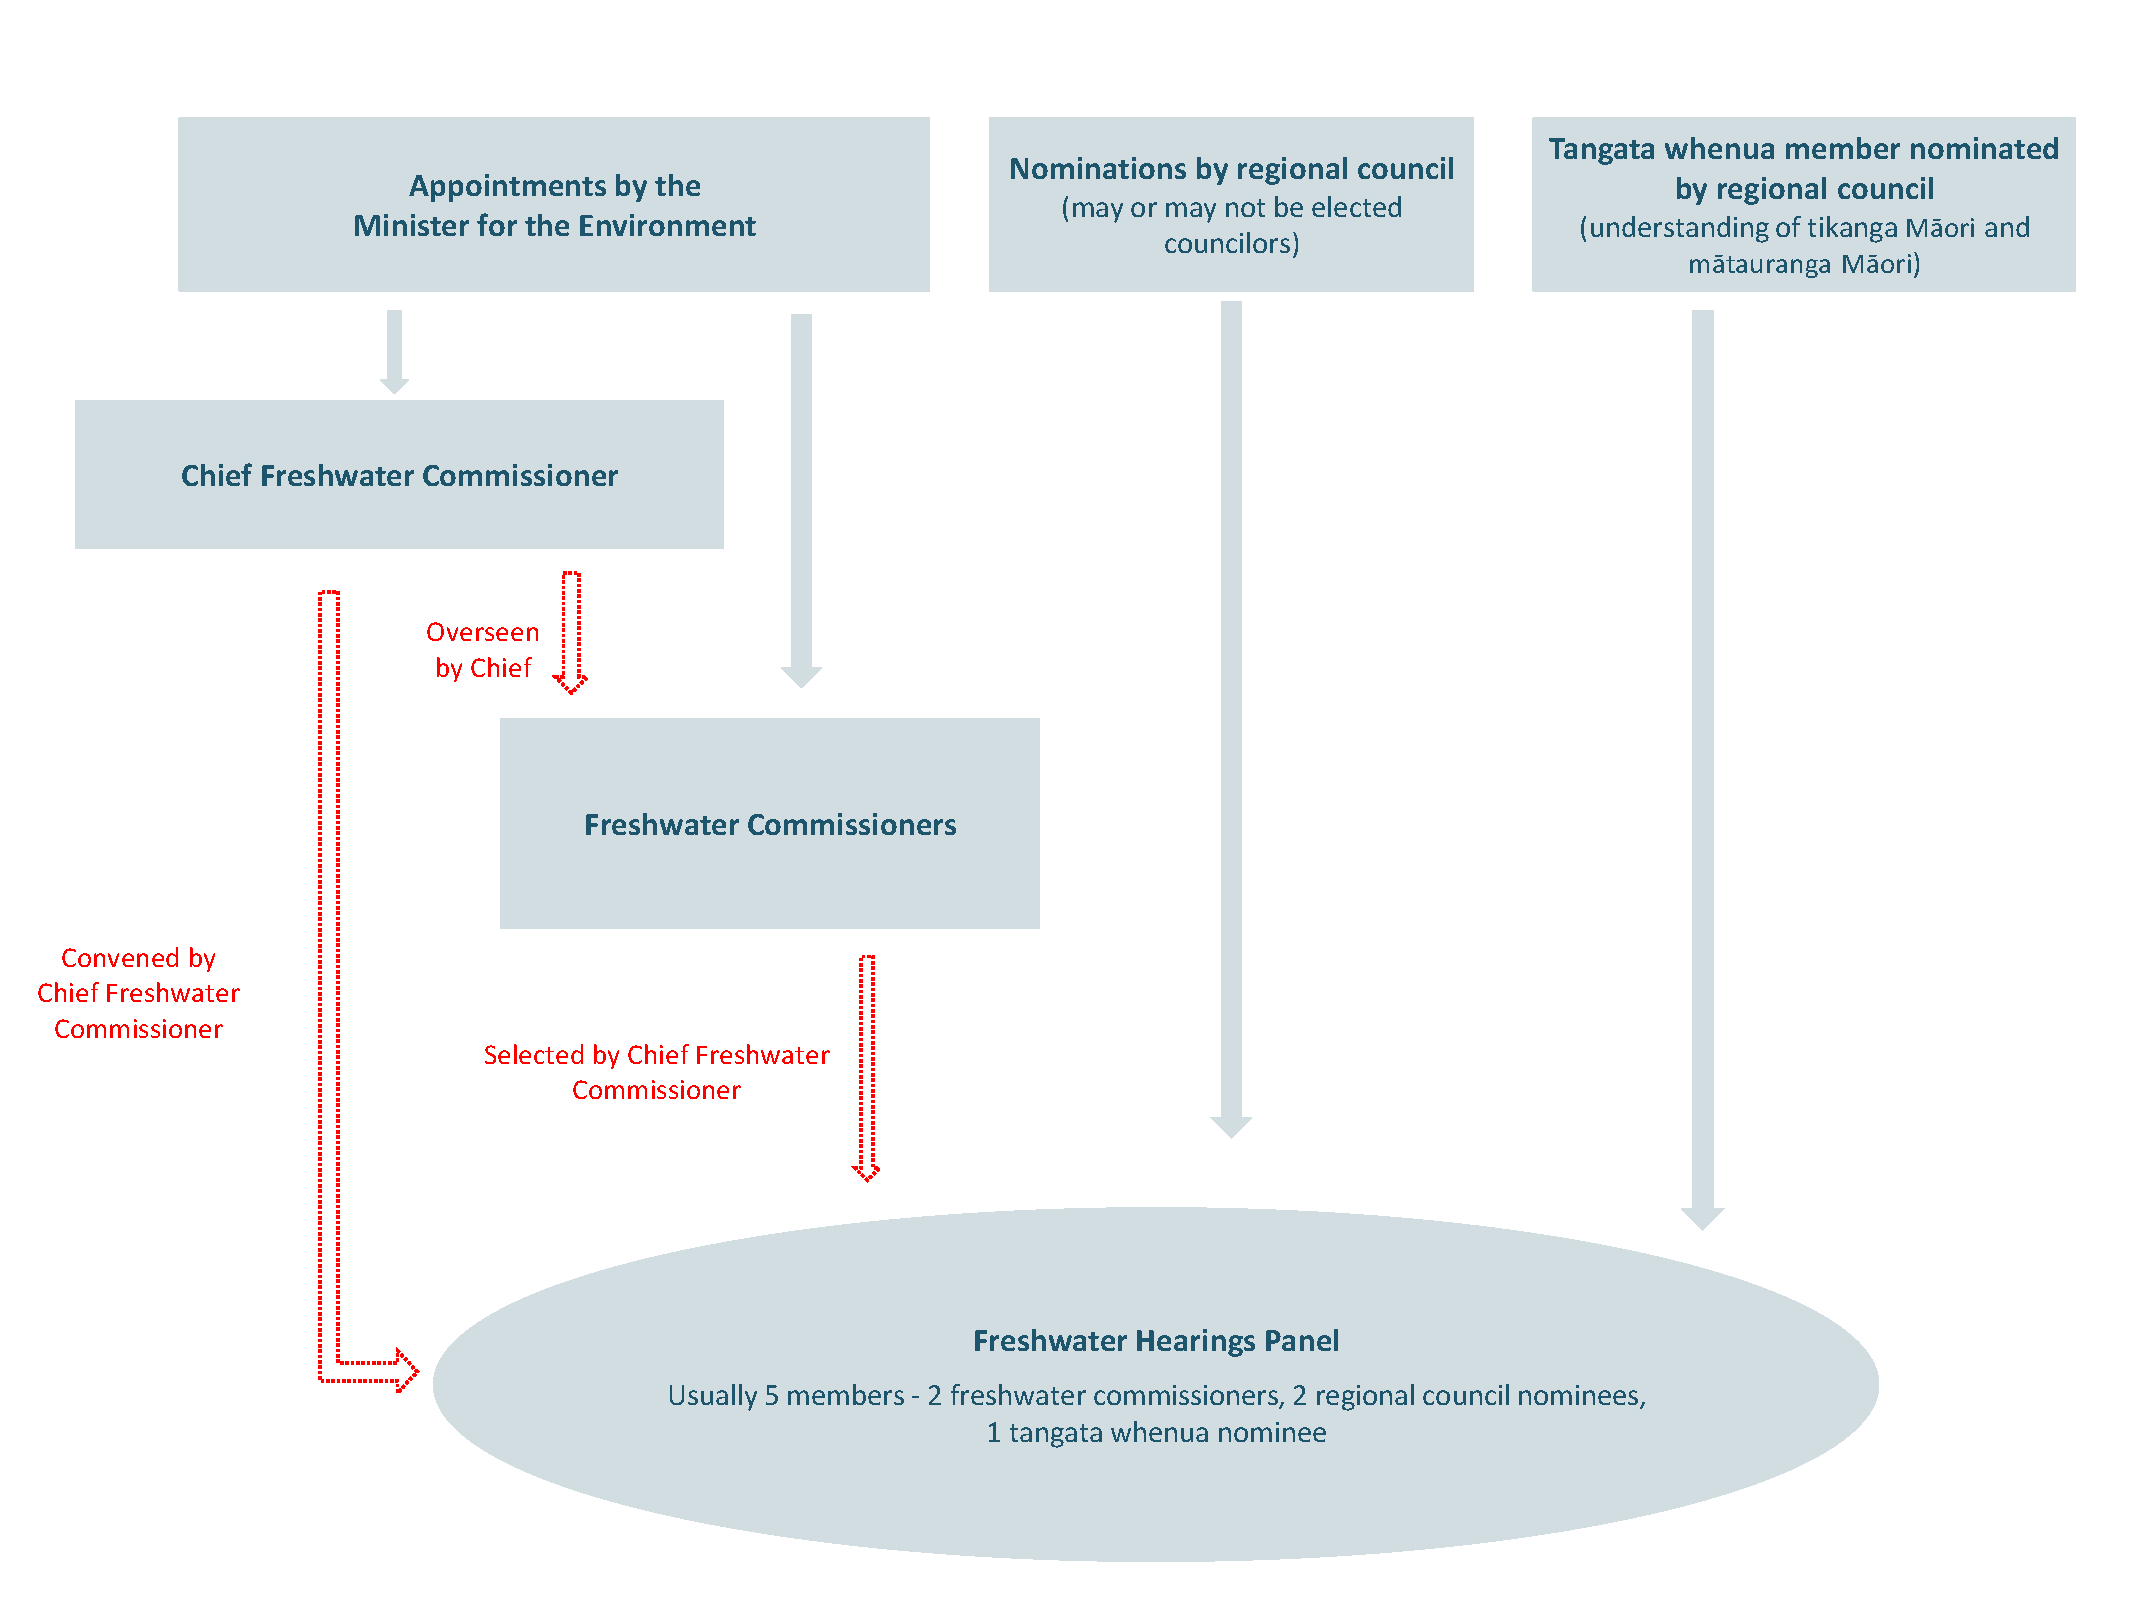 Appointments by the
Minister for the Environment
Nominations by regional council
(may or may not be elected
councilors)
Tangata whenua member nominated
by regional council
(understanding of tikanga Māori and
mātauranga Māori)
Chief Freshwater Commissioner
Overseen
by Chief
Freshwater Commissioners
Convened by
Chief Freshwater
Commissioner
Selected by Chief Freshwater
Commissioner
Freshwater Hearings Panel
Usually 5 members - 2 freshwater commissioners, 2 regional council nominees,
1 tangata whenua nominee